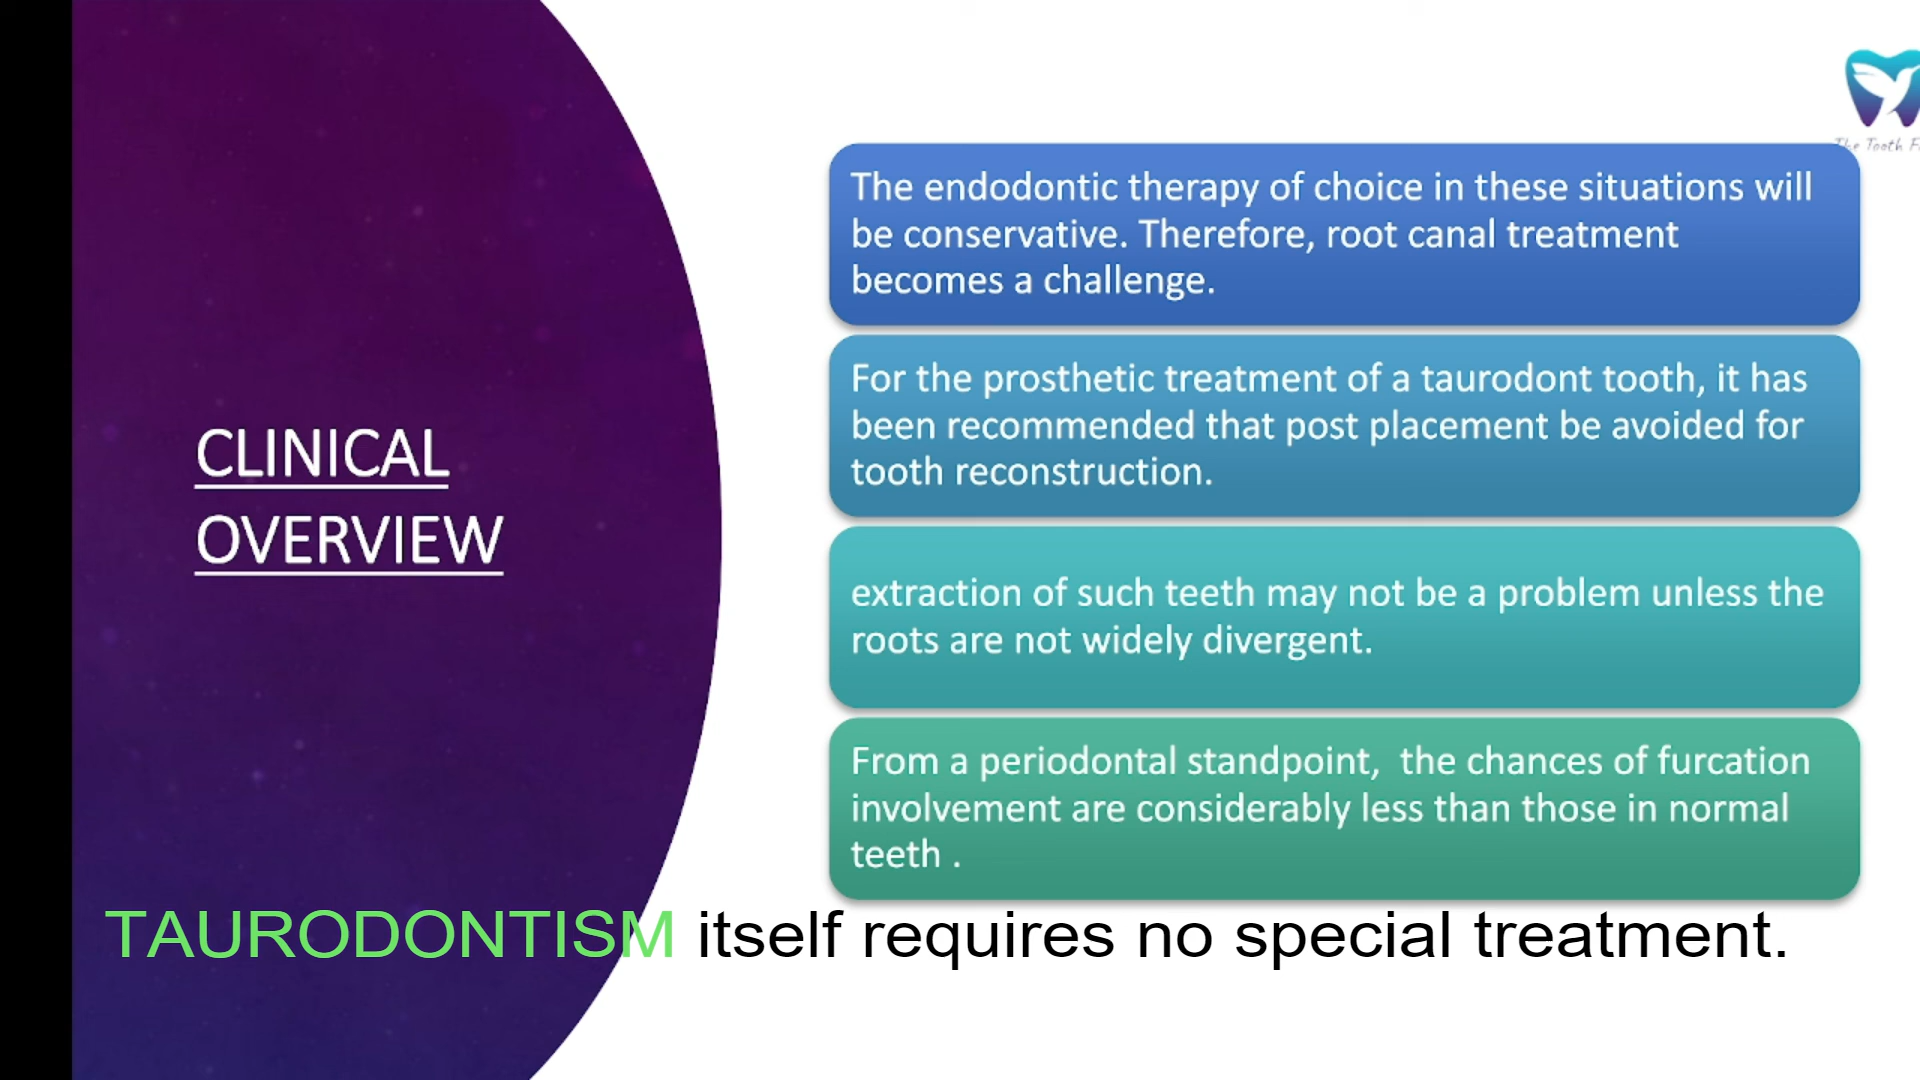 The Tooth
The endodontic therapy of choice in these situations will
be conservative. Therefore, root canal treatment
becomes a challenge.
For the prosthetic treatment of a taurodont tooth, it has
been recommended that post placement be avoided for
tooth reconstruction.
CLINICAL
OVERVIEW
extraction of such teeth may not be a problem unless the
roots are not widely divergent.
From a periodontal standpoint,  the chances of furcation
involvement are considerably less than those in normal
teeth .
TAURODONTISM itself requires no special treatment.